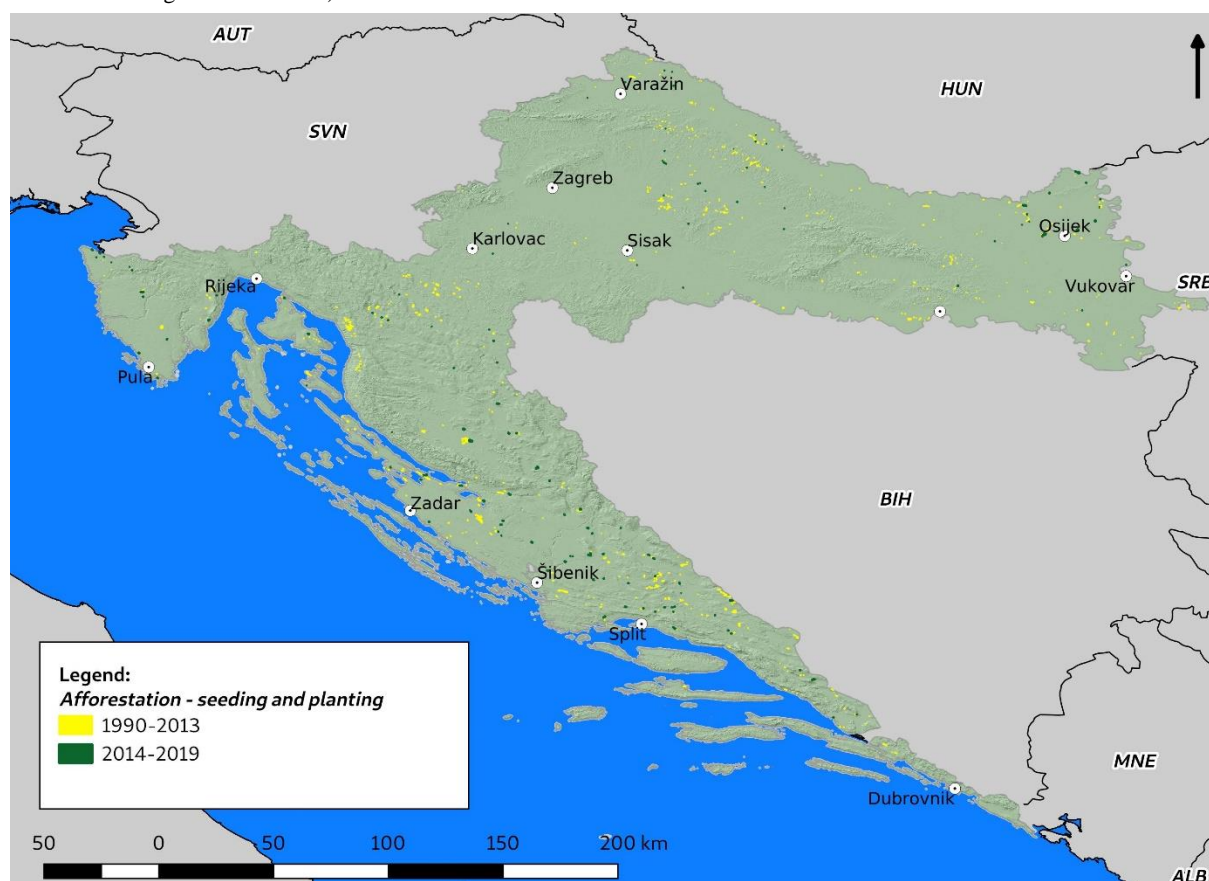 AUT
HUN
SVN
Varažin
Zagreb
Osijek
Karlovac
Sisak
Rijeka
Vukovar
SRB
Pula
BIH
Zadar
Šibenik
Split
Legend:
Afforestation - seeding and planting
1990-2013
2014-2019
MNE
Dubrovnik
50 0 50 100 150 200 km
ALB